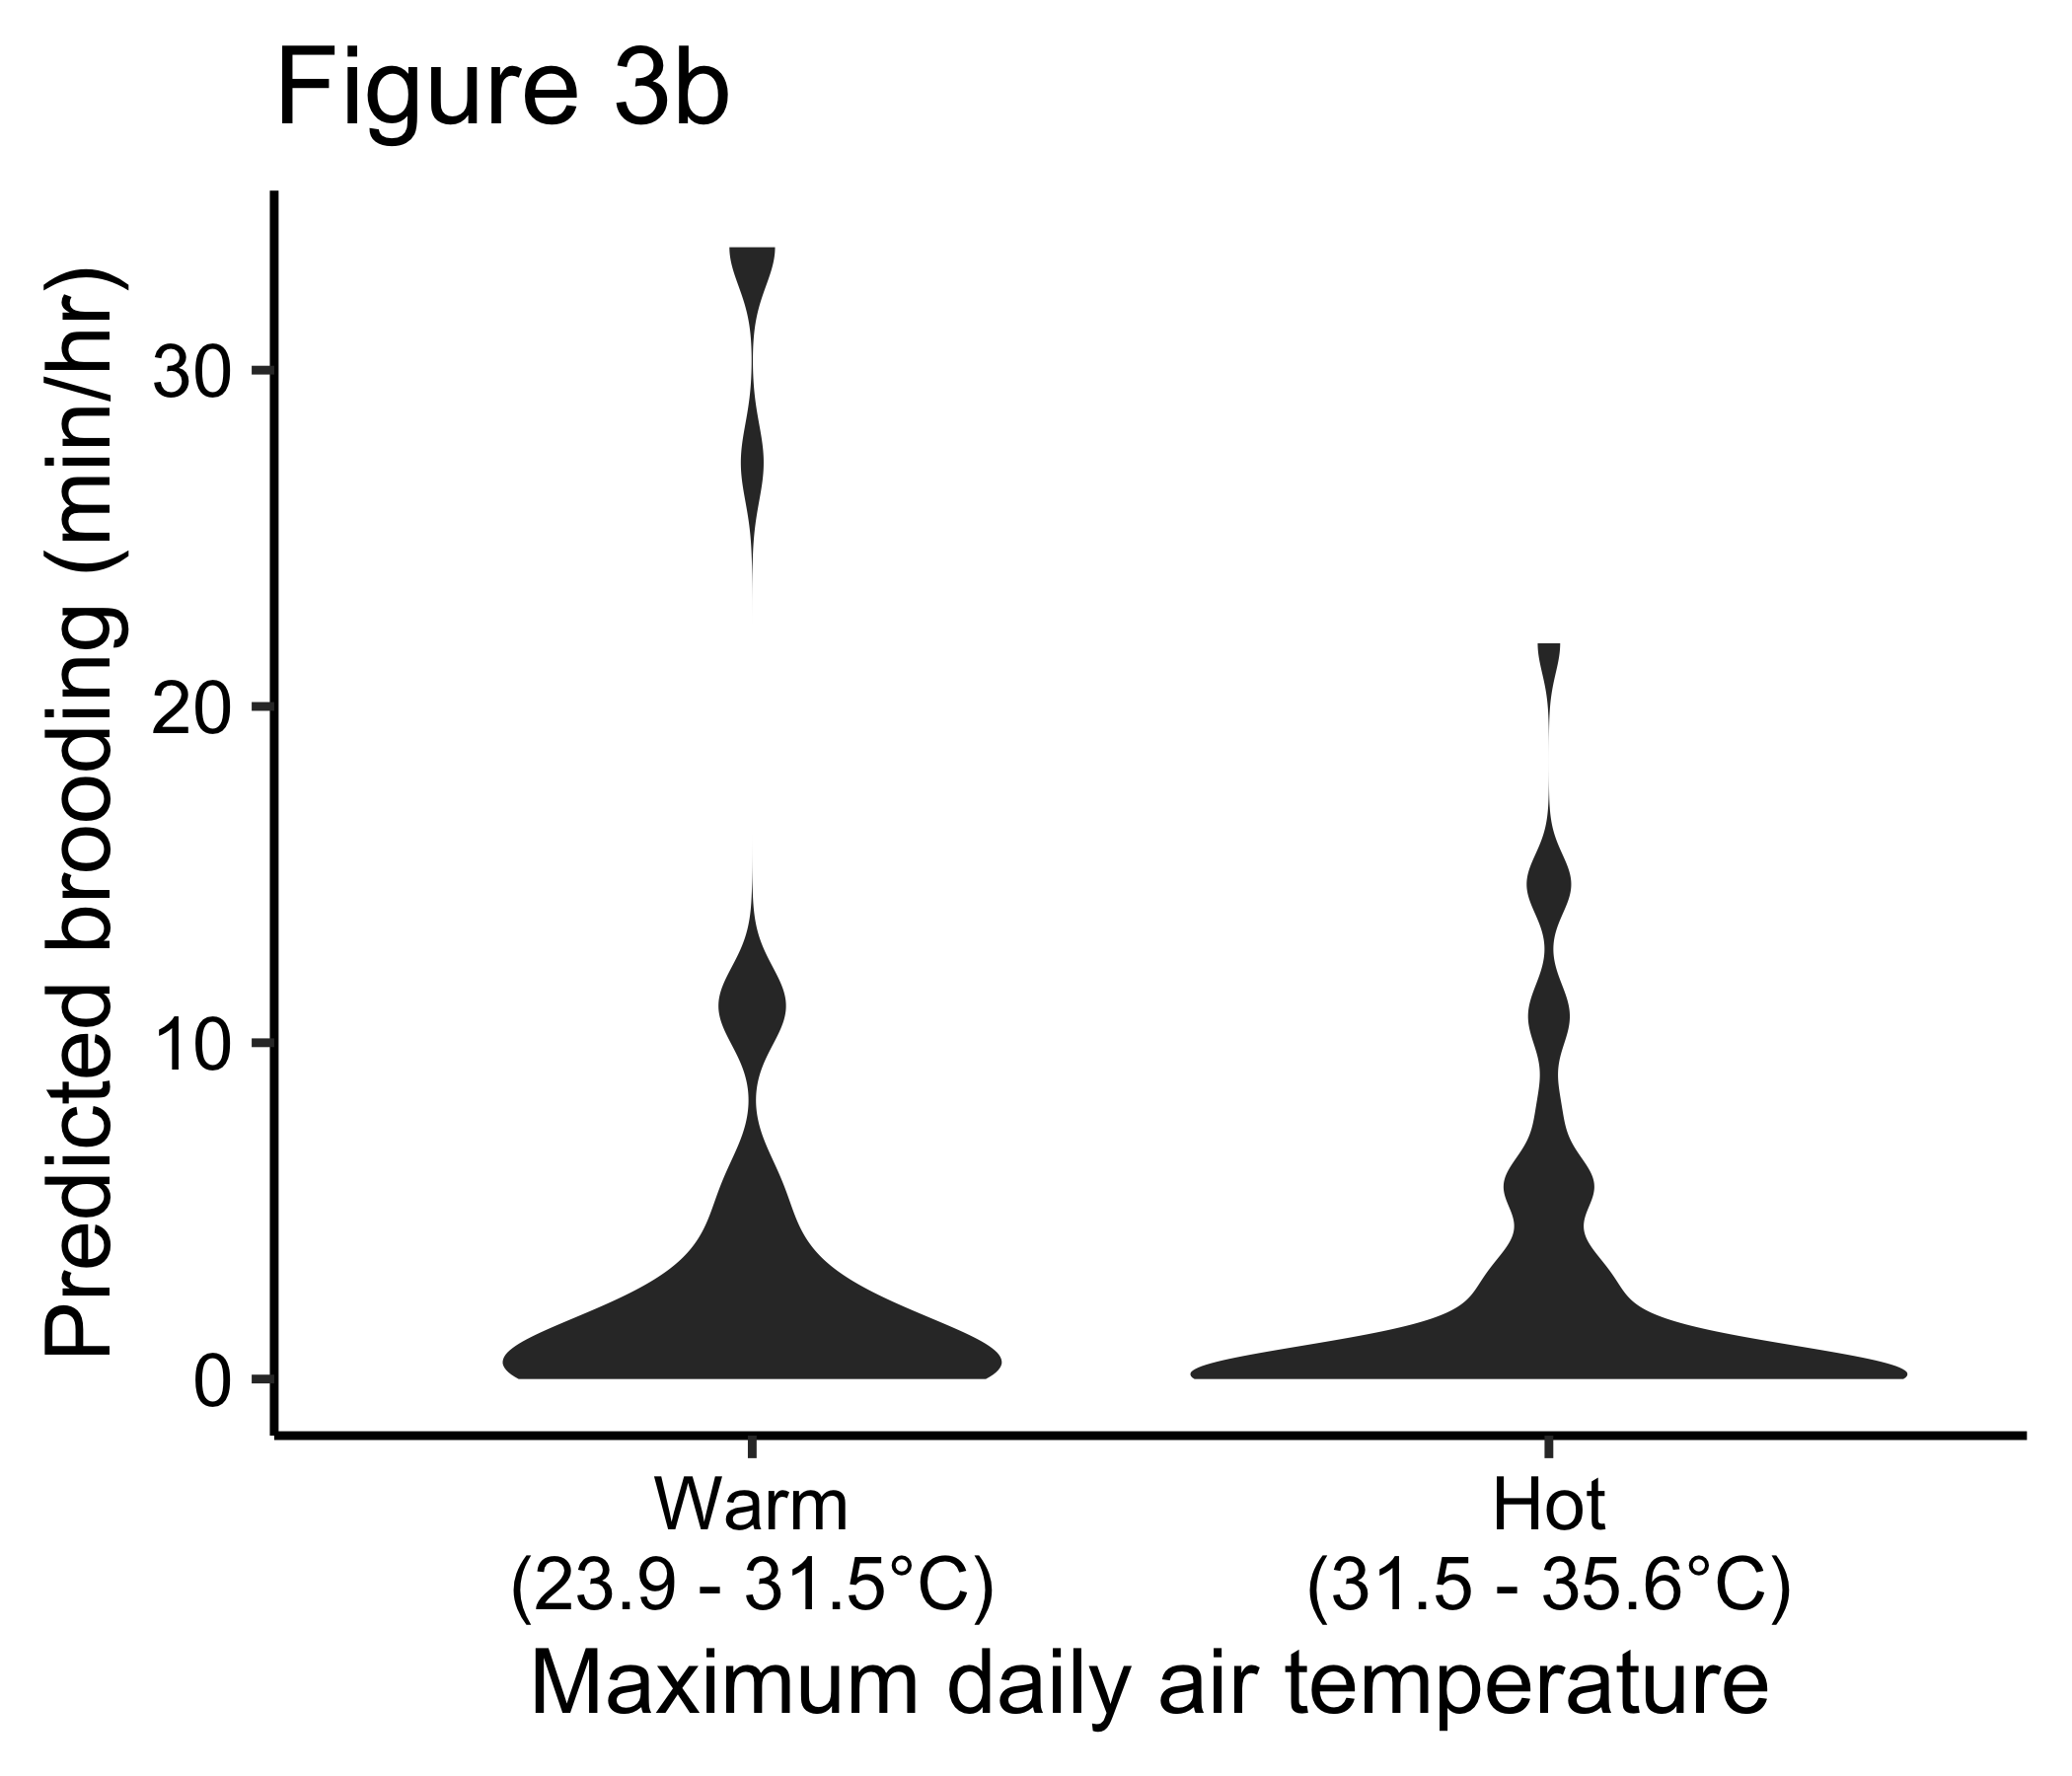 Figure 3b
Predicted brooding (min/hr)
30
20
10
0
Warm
(23.9 - 31.5°C)
Hot
(31.5 - 35.6°C)
Maximum daily air temperature